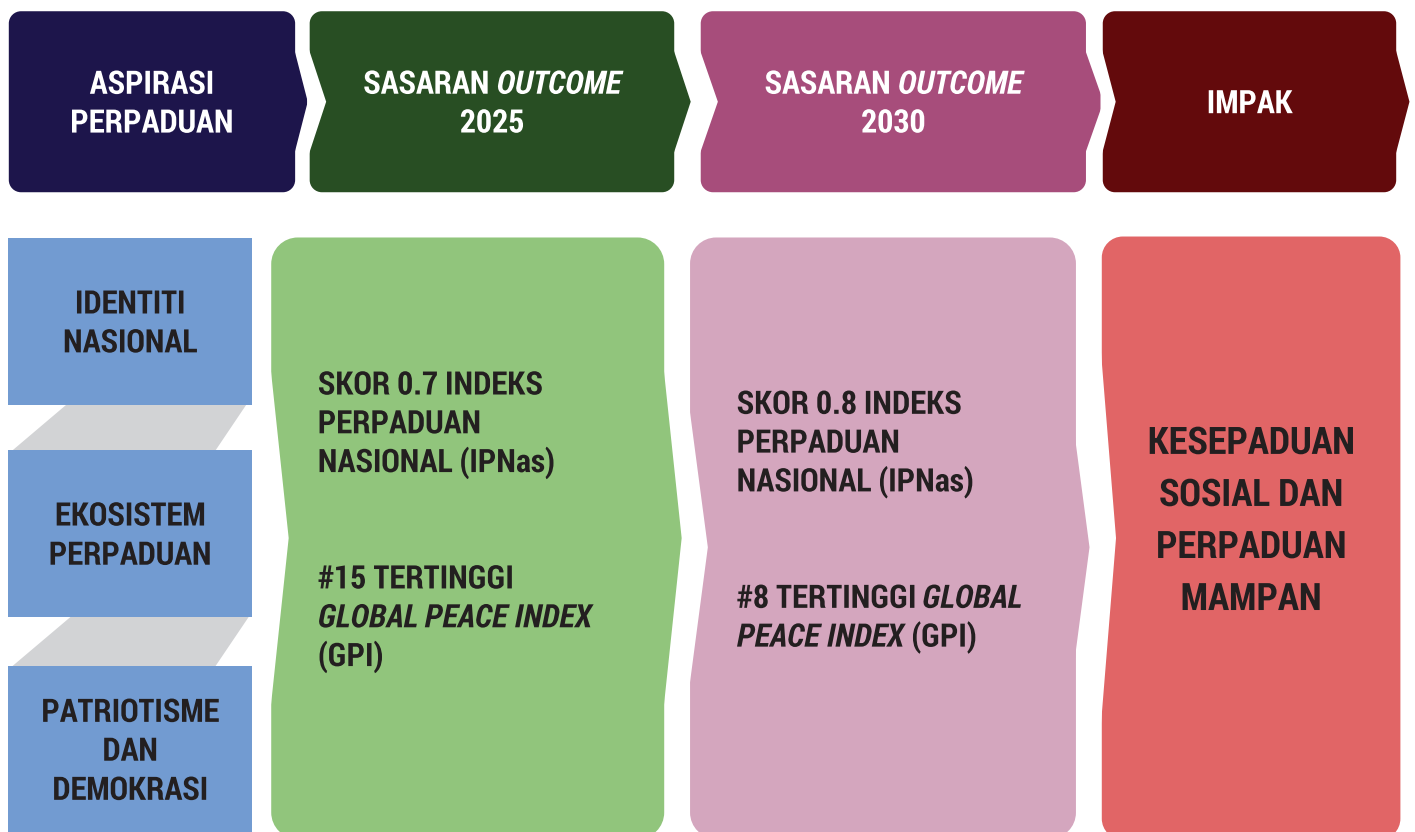 ASPIRASI
PERPADUAN
SASARAN OUTCOME
2025
SASARAN OUTCOME
2030
IMPAK
IDENTITI
NASIONAL
EKOSISTEM
PERPADUAN
PATRIOTISME
DAN
DEMOKRASI
SKOR 0.7 INDEKS
PERPADUAN
NASIONAL (IPNas)
#15 TERTINGGI
GLOBAL PEACE INDEX
(GPI)
SKOR 0.8 INDEKS
PERPADUAN
NASIONAL (IPNas)
#8 TERTINGGI GLOBAL
PEACE INDEX (GPI)
KESEPADUAN
SOSIAL DAN
PERPADUAN
MAMPAN